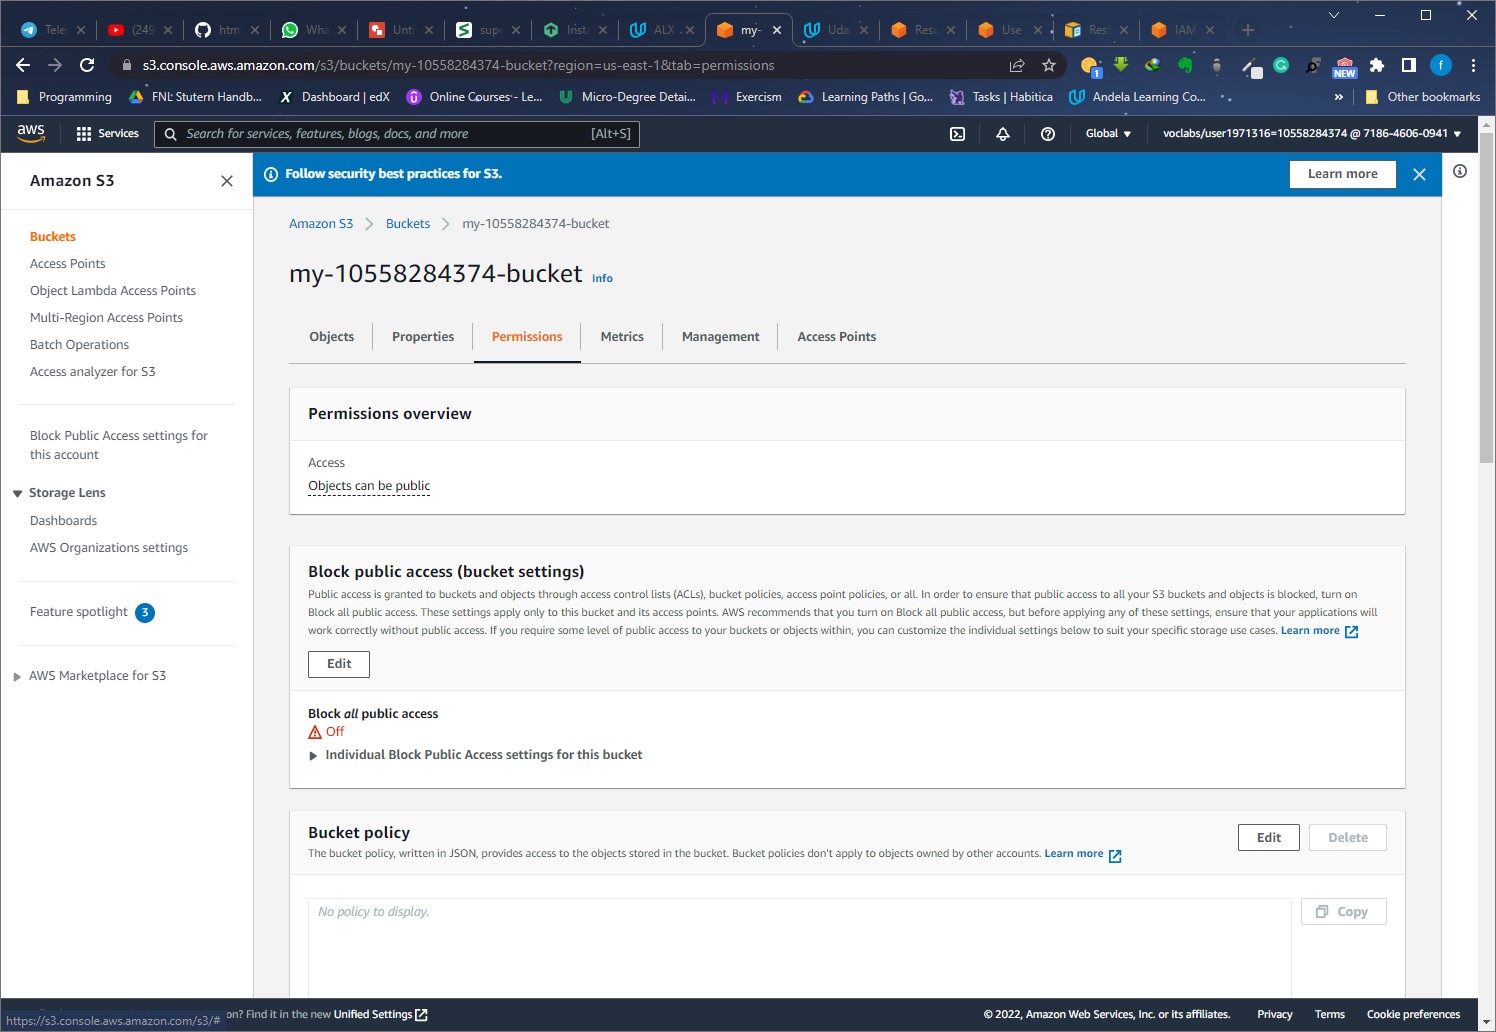 Tele
(249
htm
Wha
Unti
supe
Insta
ALX
my-
Uda
Reso
Use
Rest
IAM
s3.console.aws.amazon.com/s3/buckets/my-10558284374-bucket?region=us-east-1&tab=permissions
1
NEW
f
Programming
FNL: Stutern Handb...
Dashboard | edX
Online Courses - Le...
Micro-Degree Detai...
Exercism
Learning Paths | Go...
Tasks | Habitica
Andela Learning Co...
»
Other bookmarks
aws
Services
Search for services, features, blogs, docs, and more
[Alt+S]
Global
voclabs/user1971316=10558284374 @ 7186-4606-0941
Amazon S3
Follow security best practices for S3.
Learn more
Buckets
Access Points
Object Lambda Access Points
Multi-Region Access Points
Batch Operations
Access analyzer for S3
Block Public Access settings for
this account
Storage Lens
Dashboards
AWS Organizations settings
Feature spotlight 3
AWS Marketplace for S3
Amazon S3 > Buckets > my-10558284374-bucket
my-10558284374-bucket Info
Objects
Properties
Permissions
Metrics
Management
Access Points
Permissions overview
Access
Objects can be public
Block public access (bucket settings)
Public access is granted to buckets and objects through access control lists (ACLs), bucket policies, access point policies, or all. In order to ensure that public access to all your S3 buckets and objects is blocked, turn on
Block all public access. These settings apply only to this bucket and its access points. AWS recommends that you turn on Block all public access, but before applying any of these settings, ensure that your applications will
work correctly without public access. If you require some level of public access to your buckets or objects within, you can customize the individual settings below to suit your specific storage use cases. Learn more
Edit
Block all public access
Off
Individual Block Public Access settings for this bucket
Bucket policy
The bucket policy, written in JSON, provides access to the objects stored in the bucket. Bucket policies don't apply to objects owned by other accounts. Learn more
Edit
Delete
No policy to display.
Copy
https://s3.console.aws.amazon.com/s3/#
on? Find it in the new Unified Settings
© 2022, Amazon Web Services, Inc. or its affiliates.
Privacy
Terms
Cookie preferences